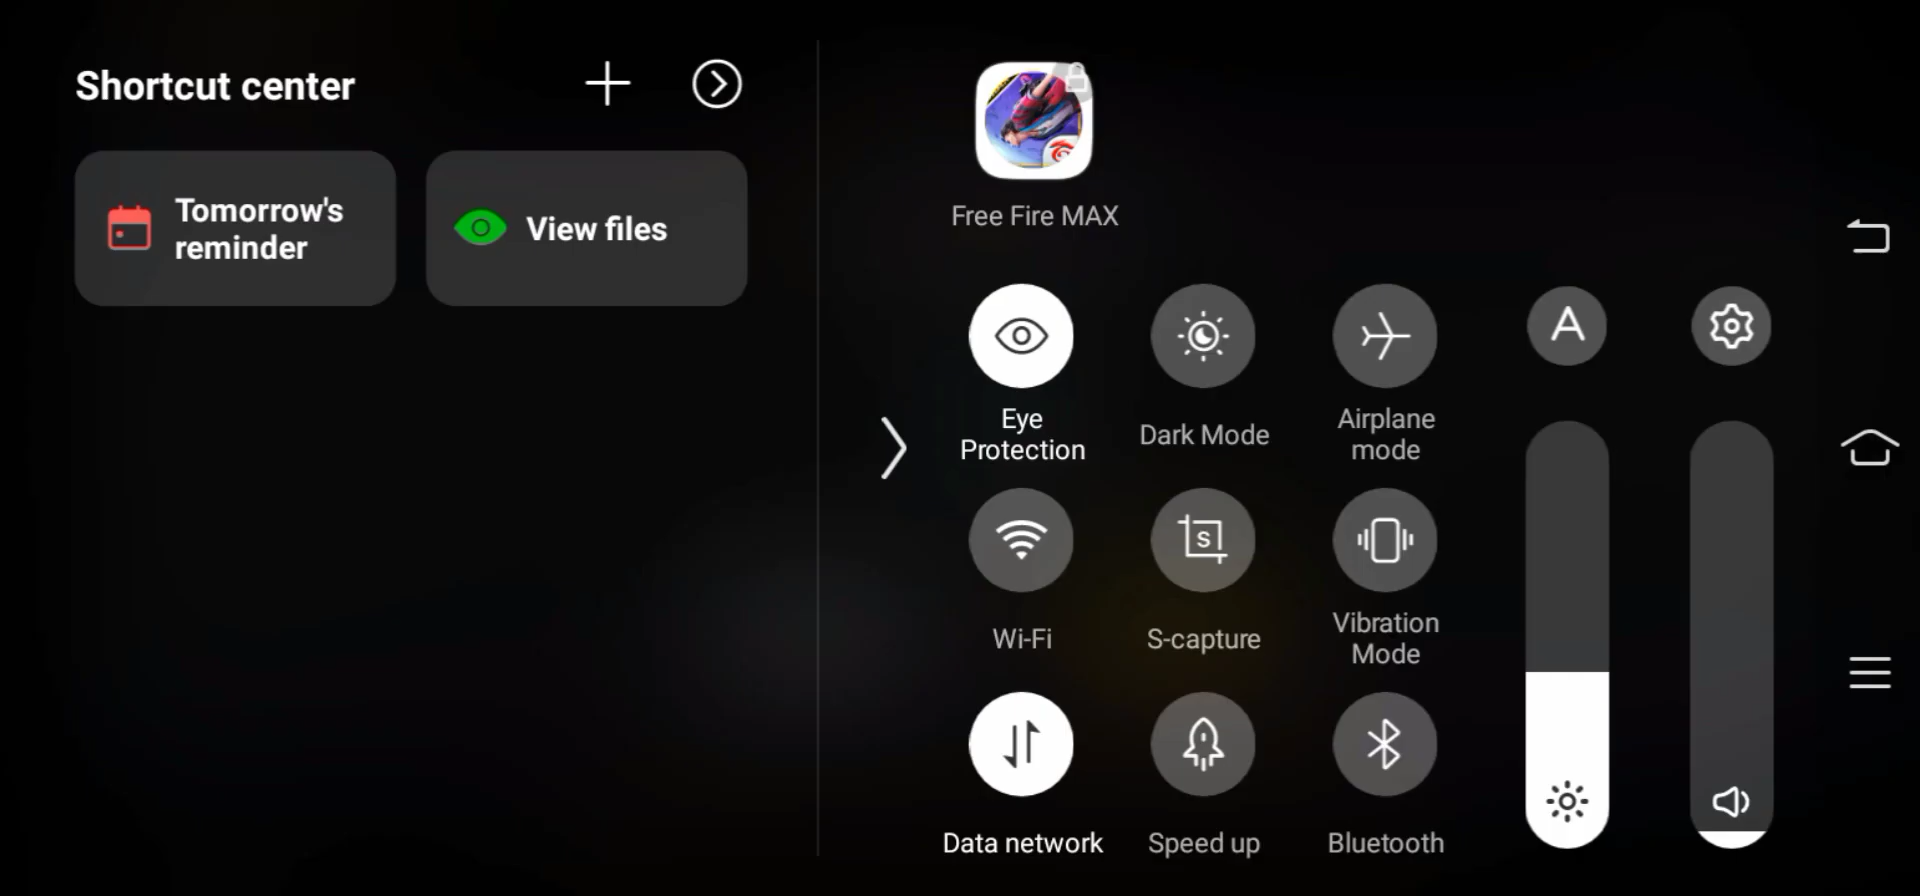 Shortcut center
Tomorrow's
reminder
View files
Free Fire MAX
Eye
Protection
Dark Mode
Airplane
mode
A
Wi-Fi
S
S-capture
Vibration
Mode
Data network
Speed up
Bluetooth